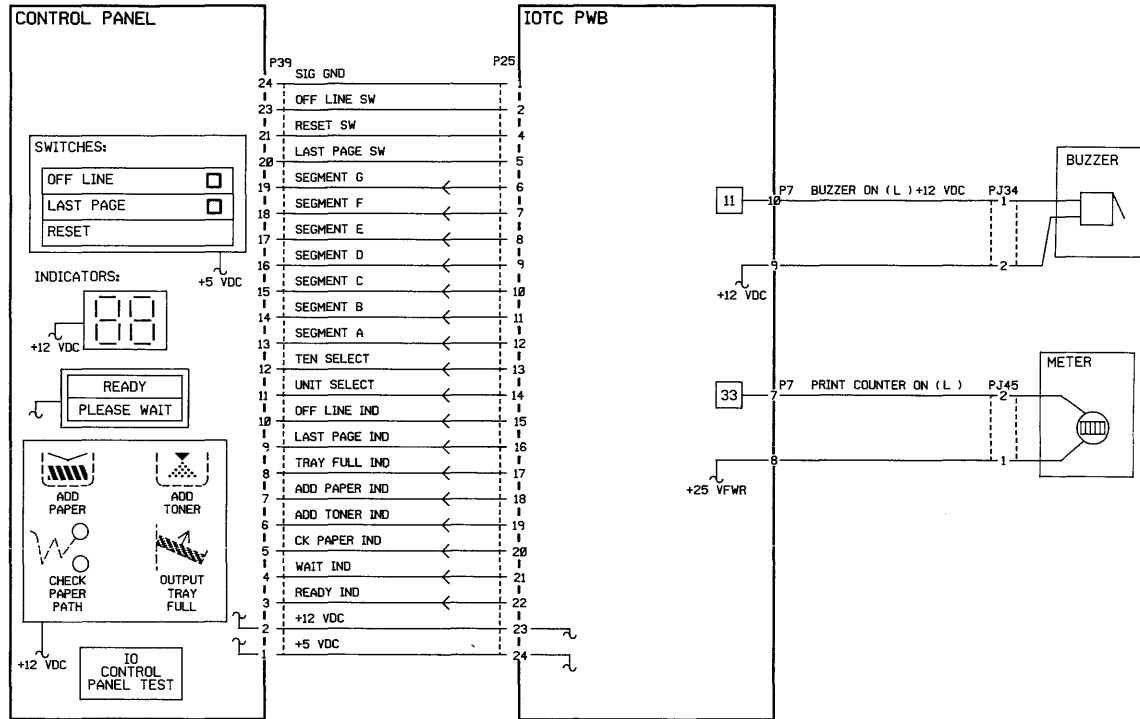 CONTROL PANEL
IOTC PWB
P39
P25
24 SIG GND 1
23 OFF LINE SW 2
21 RESET SW 4
20 LAST PAGE SW 5
19 SEGMENT G 6
18 SEGMENT F 7
17 SEGMENT E 8
16 SEGMENT D 9
15 SEGMENT C 10
14 SEGMENT B 11
13 SEGMENT A 12
12 TEN SELECT 13
11 UNIT SELECT 14
10 OFF LINE IND 15
9 LAST PAGE IND 16
8 TRAY FULL IND 17
7 ADD PAPER IND 18
6 ADD TONER IND 19
5 CK PAPER IND 20
4 WAIT IND 21
3 READY IND 22
2 +12 VDC 23
1 +5 VDC 24
SWITCHES:
OFF LINE
LAST PAGE
RESET
+5 VDC
INDICATORS:
+12 VDC
READY
PLEASE WAIT
ADD
PAPER
ADD
TONER
CHECK
PAPER
PATH
OUTPUT
TRAY
FULL
+12 VDC
IO
CONTROL
PANEL TEST
BUZZER
11 10 P7 BUZZER ON (L) +12 VDC PJ34 1
9 2
+12 VDC
METER
33 7 P7 PRINT COUNTER ON (L) PJ45 2
8 1
+25 VFWR